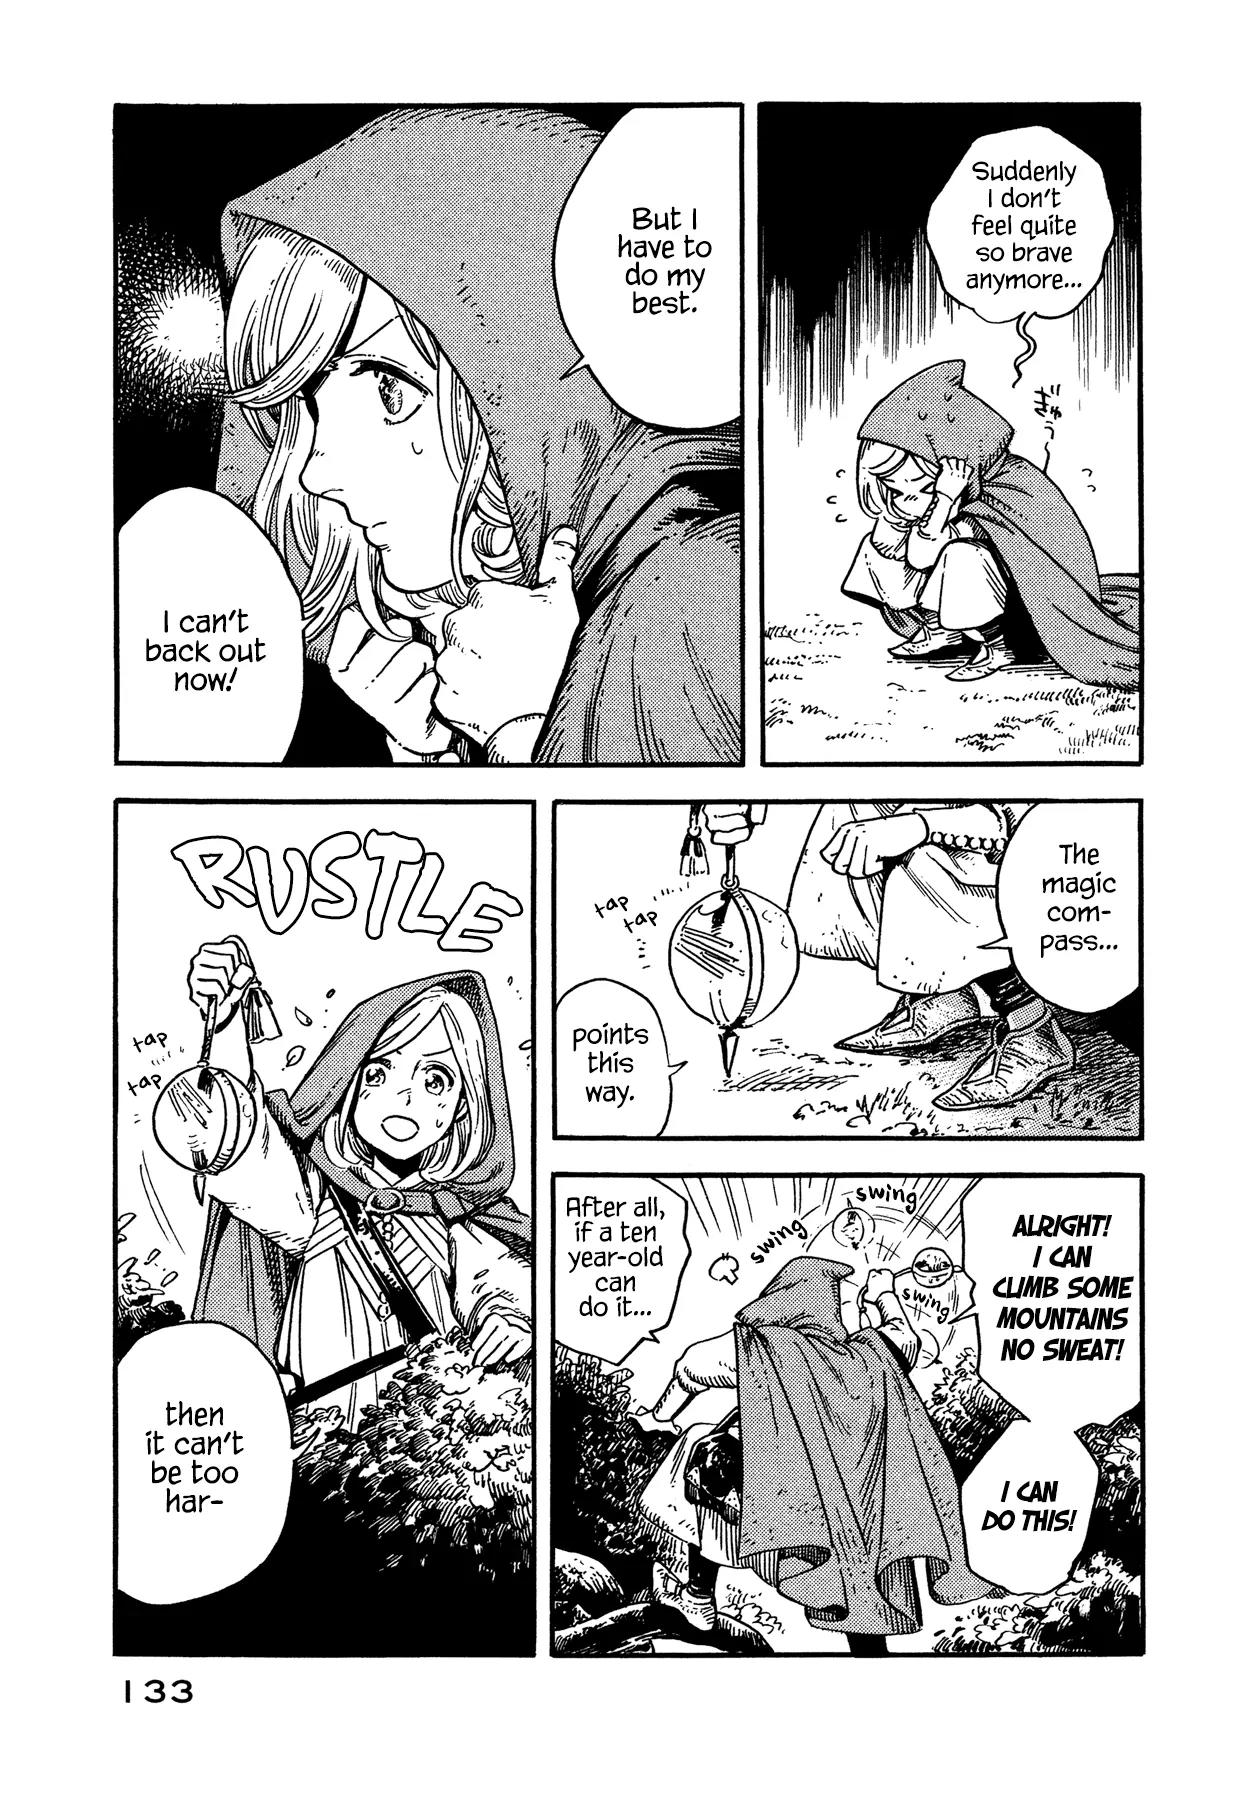 Suddenly
I don't
feel quite
so brave
anymore...
But I
have to
do my
best.
I can't
back out
now!
The
magic
com-
pass...
tap
tap
points
this
way.
ALRIGHT!
I CAN
CLIMB SOME
MOUNTAINS
NO SWEAT!
I CAN
DO THIS!
swing
swing
swing
After all,
if a ten
year-old
can
do it...
RUSTLE
tap
tap
then
it can't
be too
har-
133